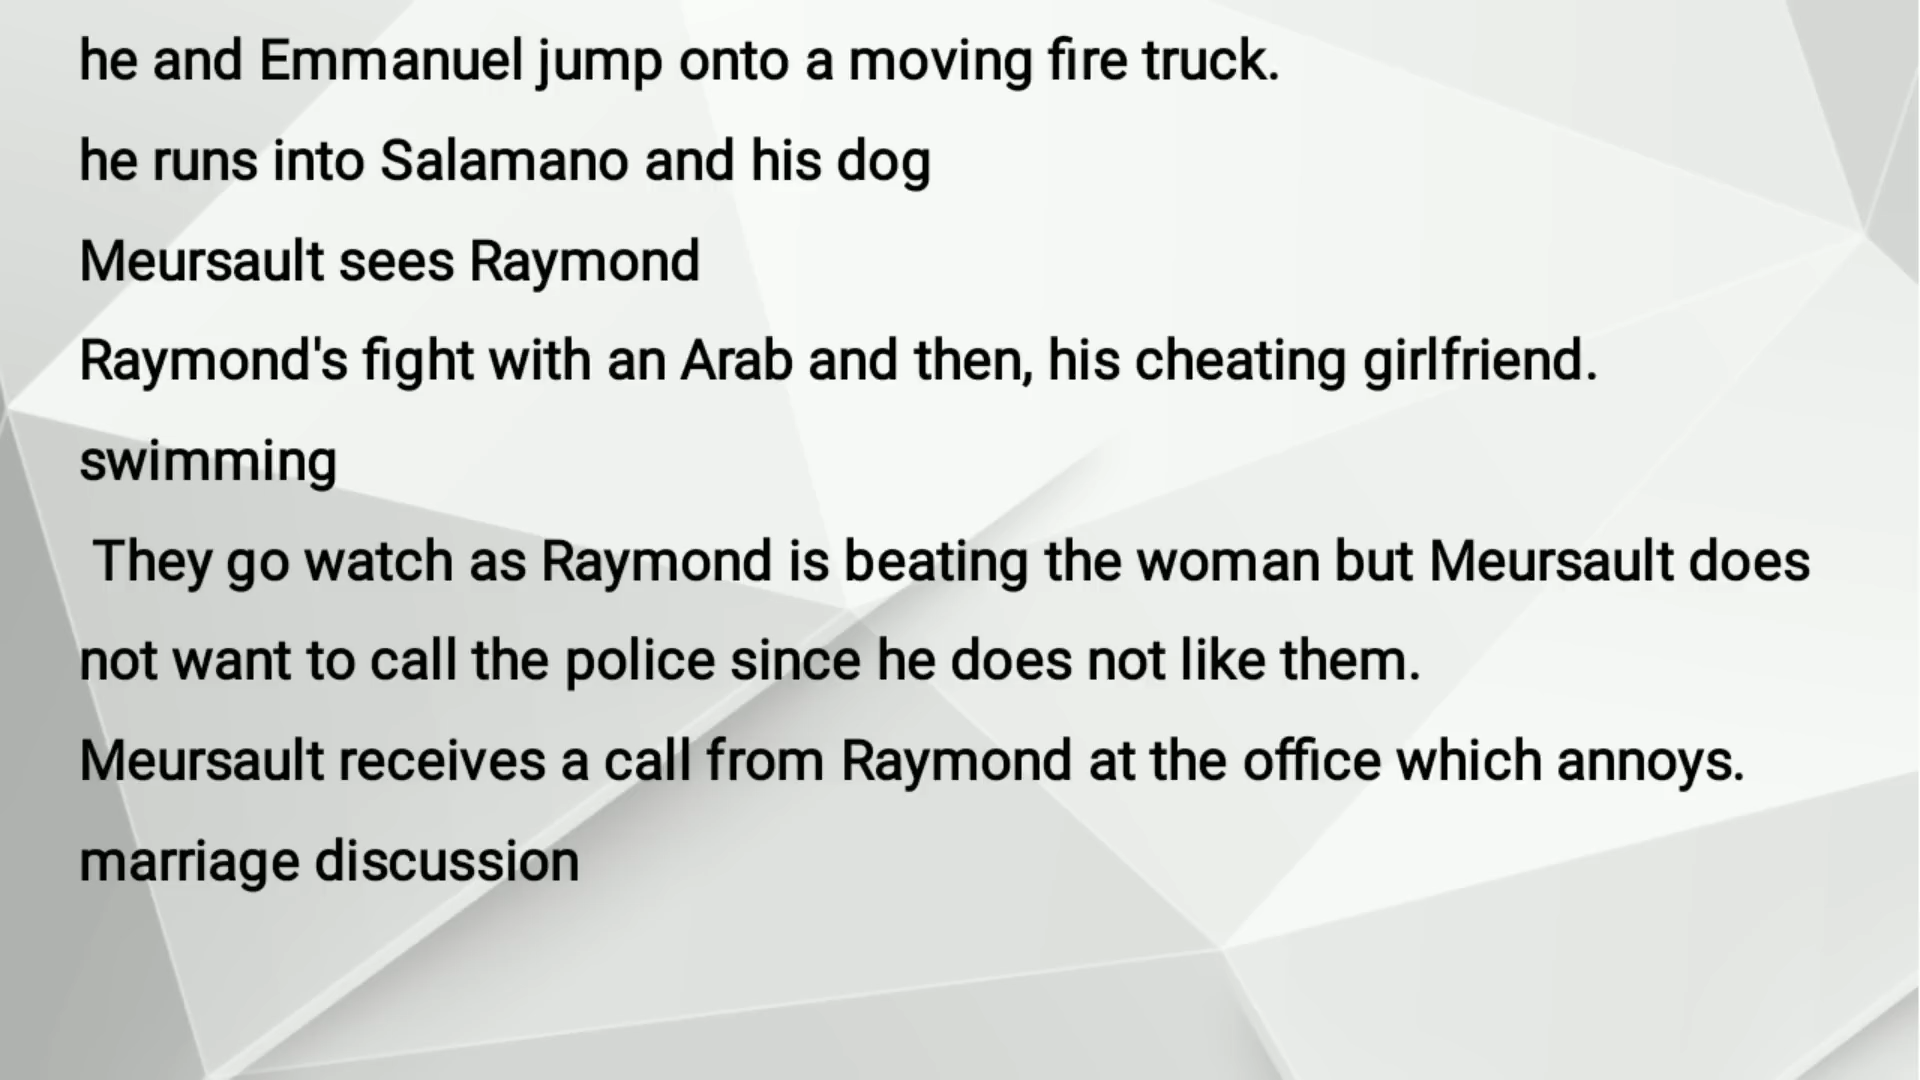 he and Emmanuel jump onto a moving fire truck.
he runs into Salamano and his dog
Meursault sees Raymond
Raymond's fight with an Arab and then, his cheating girlfriend.
swimming
They go watch as Raymond is beating the woman but Meursault does
not want to call the police since he does not like them.
Meursault receives a call from Raymond at the office which annoys.
marriage discussion